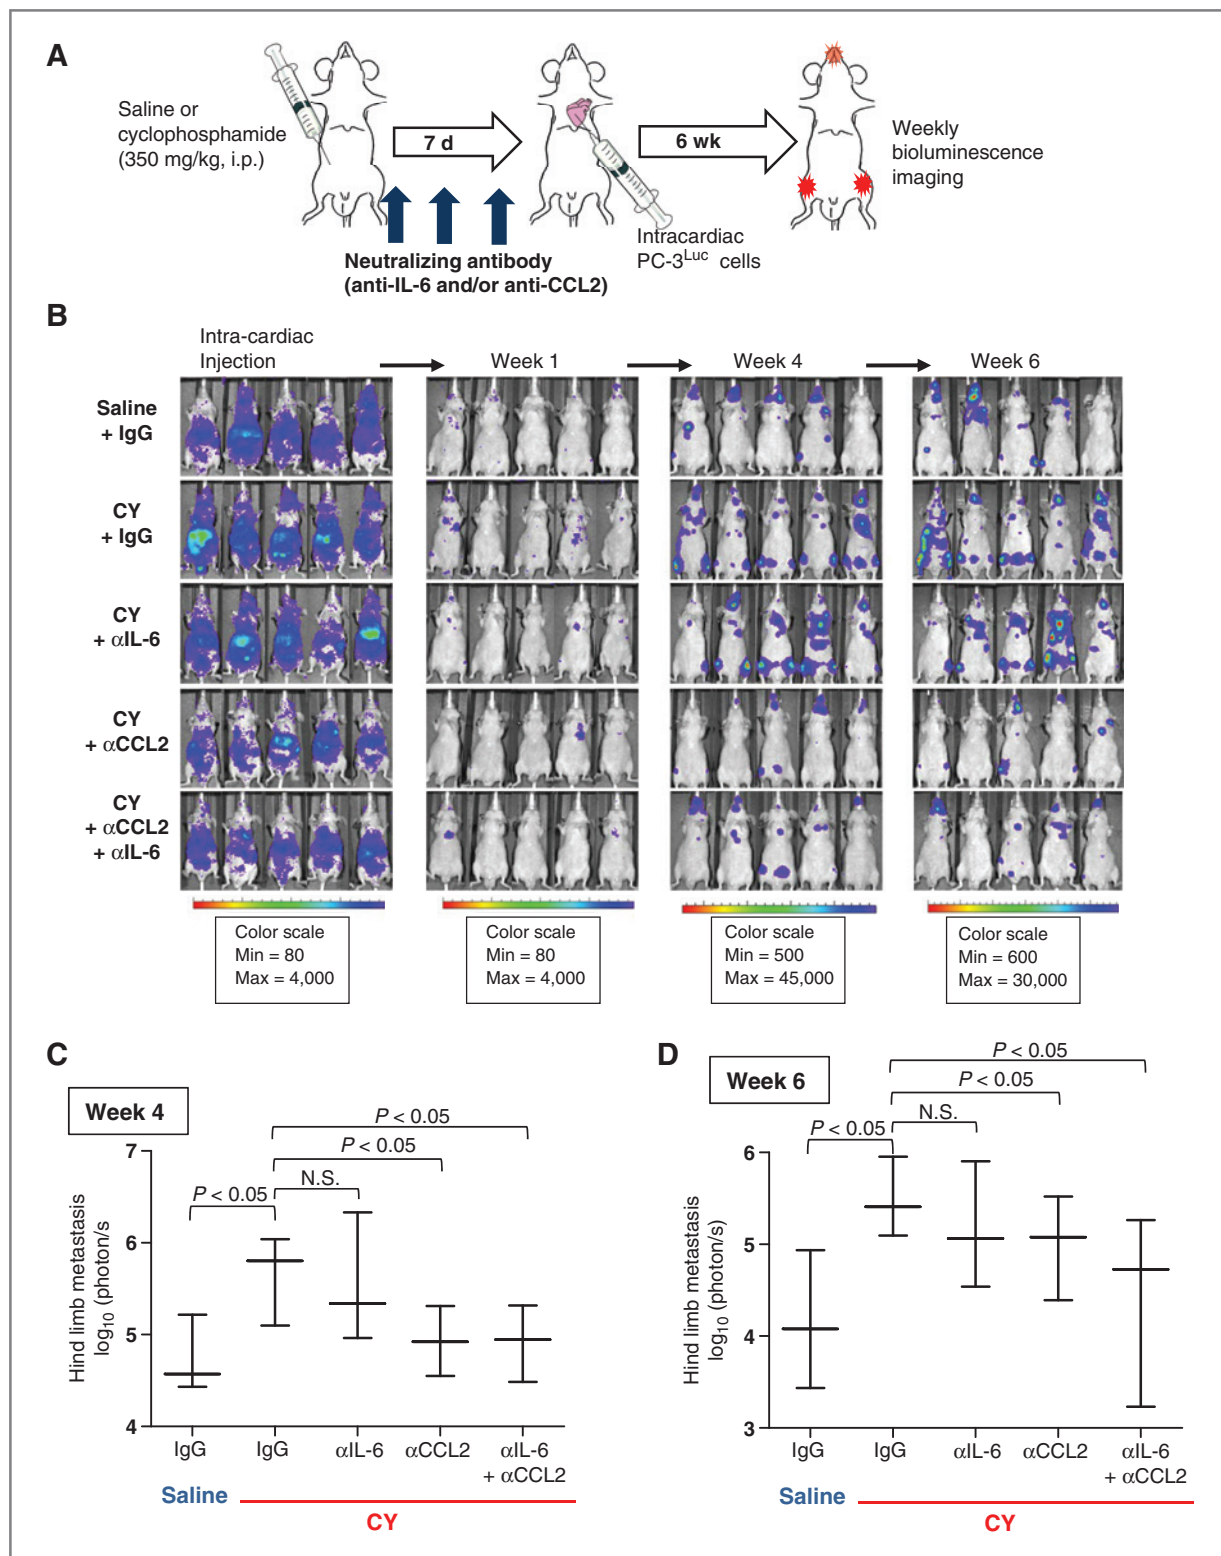 A
Saline or
cyclophosphamide
(350 mg/kg, i.p.)
7 d
6 wk
Weekly
bioluminescence
imaging
Neutralizing antibody
(anti-IL-6 and/or anti-CCL2)
Intracardiac
PC-3Luc cells
B
Intra-cardiac
Injection
Week 1
Week 4
Week 6
Saline
+ IgG
CY
+ IgG
CY
+ αIL-6
CY
+ αCCL2
CY
+ αCCL2
+ αIL-6
Color scale
Min = 80
Max = 4,000
Color scale
Min = 80
Max = 4,000
Color scale
Min = 500
Max = 45,000
Color scale
Min = 600
Max = 30,000
C
Week 4
P < 0.05
P < 0.05
N.S.
P < 0.05
7
6
5
4
Hind limb metastasis
log10 (photon/s)
IgG
IgG
αIL-6
αCCL2
αIL-6
+ αCCL2
Saline
CY
D
Week 6
P < 0.05
P < 0.05
N.S.
P < 0.05
6
5
4
3
Hind limb metastasis
log10 (photon/s)
IgG
IgG
αIL-6
αCCL2
αIL-6
+ αCCL2
Saline
CY